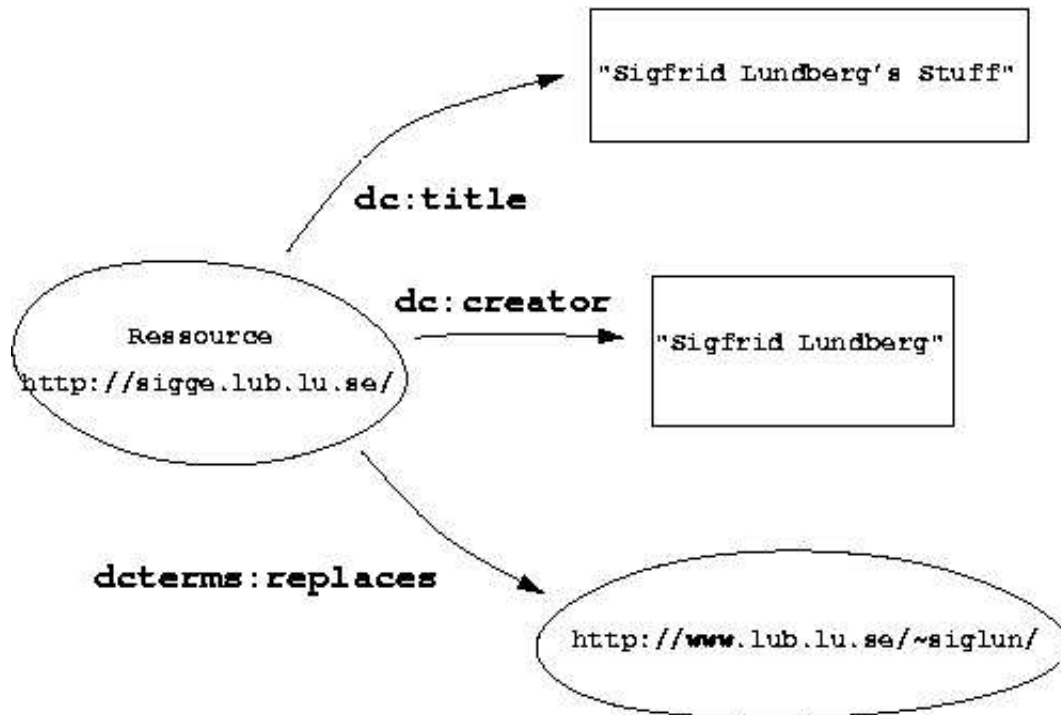 "Sigfrid Lundberg's Stuff"
dc:title
dc:creator
Ressource
http://sigge.lub.lu.se/
"Sigfrid Lundberg"
dcterms:replaces
http://www.lub.lu.se/~siglun/